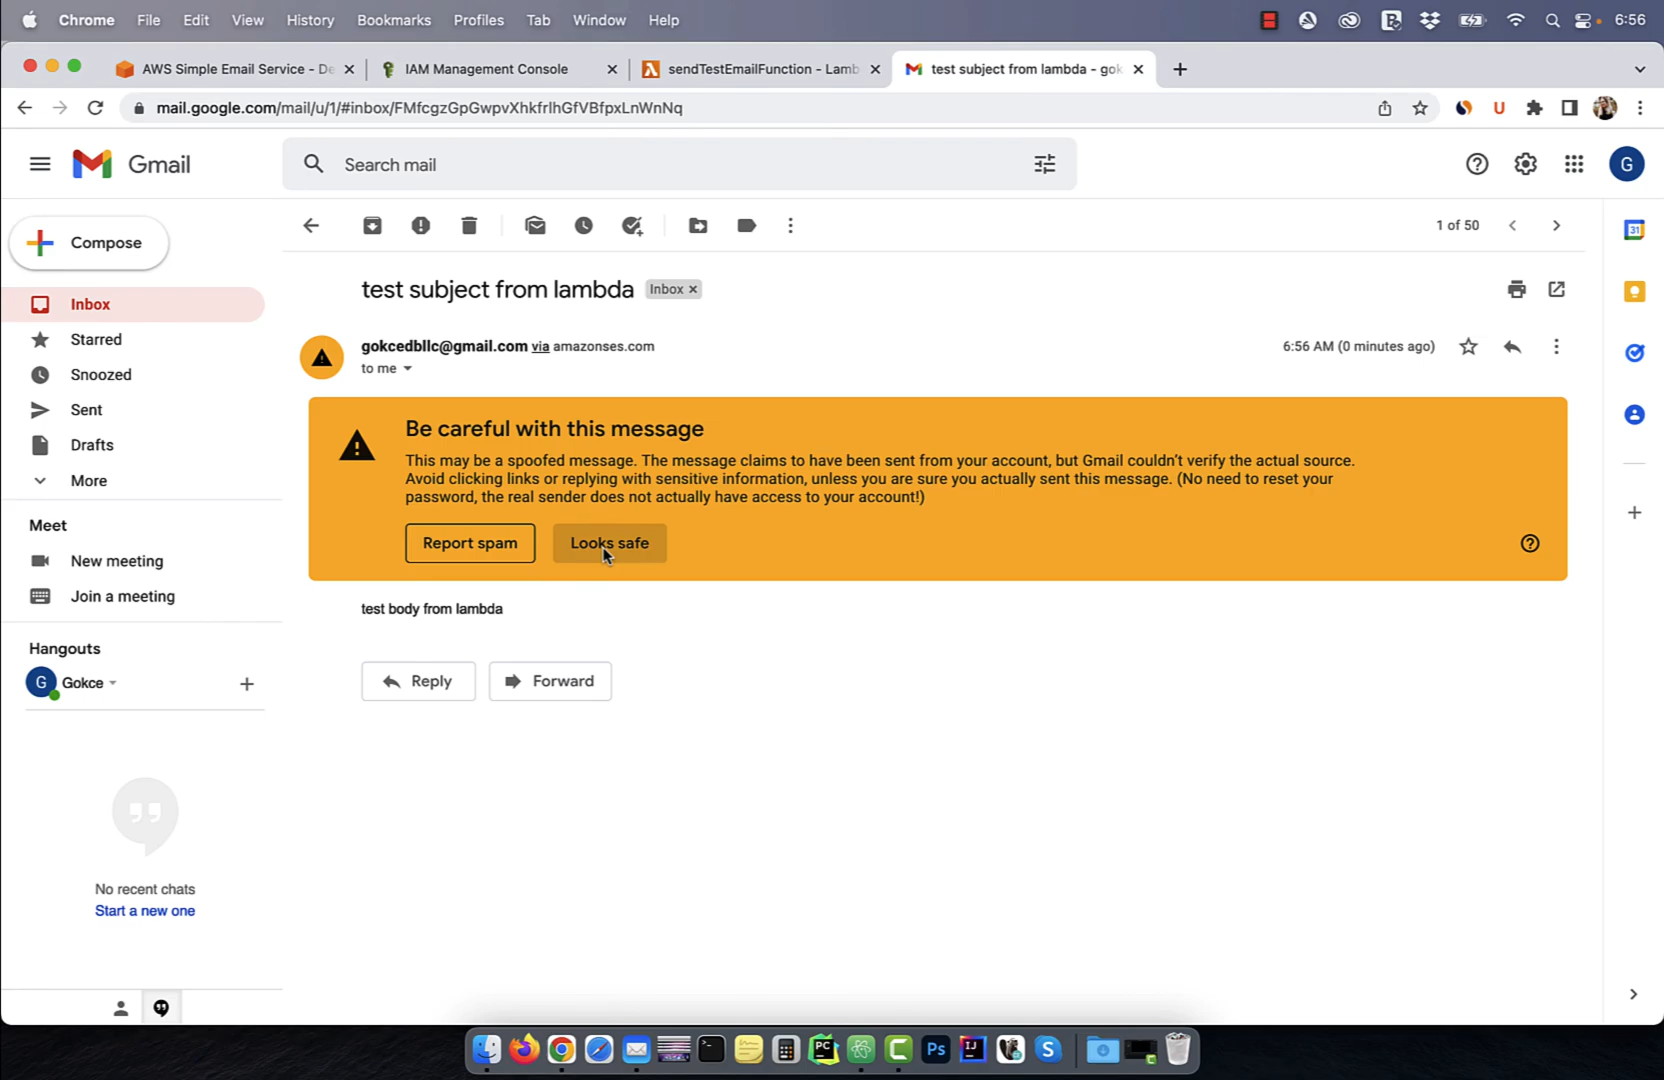 Chrome File Edit View History Bookmarks Profiles Tab Window Help 6:56
AWS Simple Email Service - De
IAM Management Console
sendTestEmailFunction - Lamb
test subject from lambda - gok
mail.google.com/mail/u/1/#inbox/FMfcgzGpGwpvXhkfrlhGfVBfpxLnWnNq
Gmail
Search mail
G
Compose
1 of 50
31
test subject from lambda Inbox ×
Inbox
Starred
Snoozed
Sent
Drafts
More
gokcedbllc@gmail.com via amazonses.com
6:56 AM (0 minutes ago)
to me
Be careful with this message
This may be a spoofed message. The message claims to have been sent from your account, but Gmail couldn't verify the actual source.
Avoid clicking links or replying with sensitive information, unless you are sure you actually sent this message. (No need to reset your
password, the real sender does not actually have access to your account!)
Report spam
Looks safe
test body from lambda
Reply
Forward
Meet
New meeting
Join a meeting
Hangouts
G
Gokce
No recent chats
Start a new one
PC
Ps
IJ